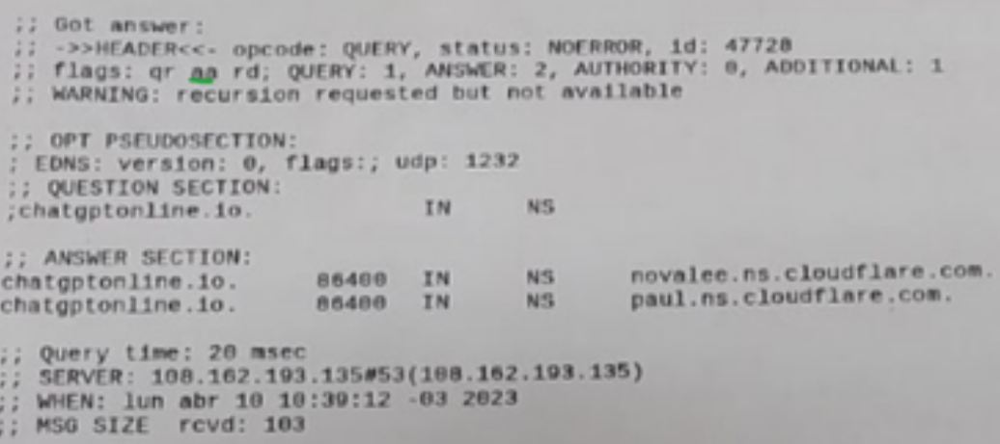 ;; Got answer:
;; ->>HEADER<<- opcode: QUERY, status: NOERROR, id: 47728
;; flags: qr aa rd; QUERY: 1, ANSWER: 2, AUTHORITY: 0, ADDITIONAL: 1
;; WARNING: recursion requested but not available
;; OPT PSEUDOSECTION:
; EDNS: version: 0, flags:; udp: 1232
;; QUESTION SECTION:
;chatgptonline.io. IN NS
;; ANSWER SECTION:
chatgptonline.io. 86400 IN NS novalee.ns.cloudflare.com.
chatgptonline.io. 86400 IN NS paul.ns.cloudflare.com.
;; Query time: 20 msec
;; SERVER: 108.162.193.135#53(108.162.193.135)
;; WHEN: lun abr 10 10:39:12 -03 2023
;; MSG SIZE rcvd: 103